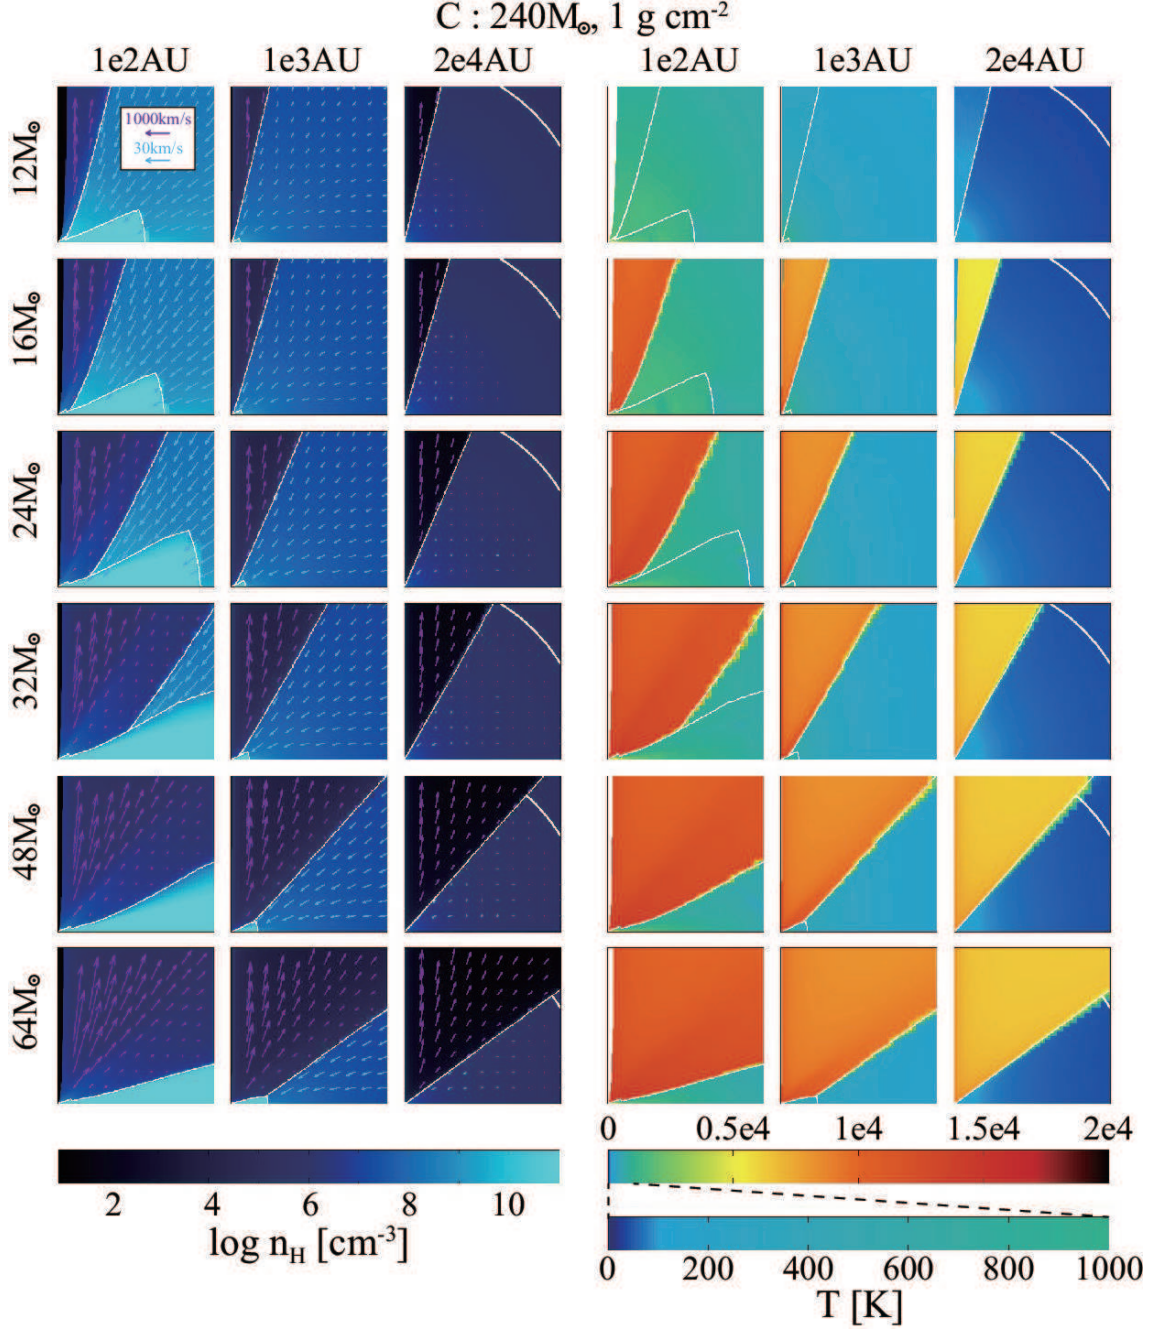 C : 240M⊙, 1 g cm⁻²
1e2AU 1e3AU 2e4AU 1e2AU 1e3AU 2e4AU
12M⊙
1000km/s
30km/s
16M⊙
24M⊙
32M⊙
48M⊙
64M⊙
0 0.5e4 1e4 1.5e4 2e4
2 4 6 8 10
log n_H [cm⁻³]
0 200 400 600 800 1000
T [K]